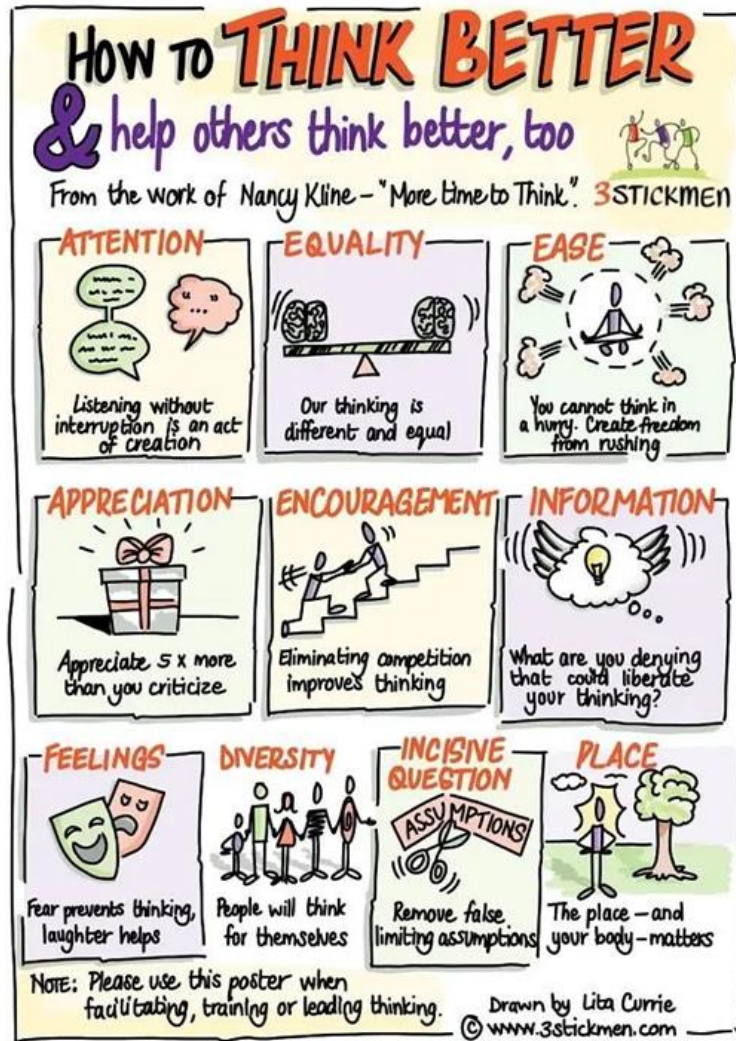 HOW TO THINK BETTER
& help others think better, too
From the work of Nancy Kline - "More time to Think".
3STICKMEN
ATTENTION
Listening without
interruption is an act
of creation
EQUALITY
Our thinking is
different and equal
EASE
You cannot think in
a hurry. Create freedom
from rushing
APPRECIATION
Appreciate 5 x more
than you criticize
ENCOURAGEMENT
Eliminating competition
improves thinking
INFORMATION
What are you denying
that could liberate
your thinking?
FEELINGS
Fear prevents thinking,
laughter helps
DIVERSITY
People will think
for themselves
INCISIVE
QUESTION
ASSUMPTIONS
Remove false
limiting assumptions
PLACE
The place - and
your body - matters
NOTE: Please use this poster when
facilitating, training or leading thinking.
Drawn by Lita Currie
© www.3stickmen.com